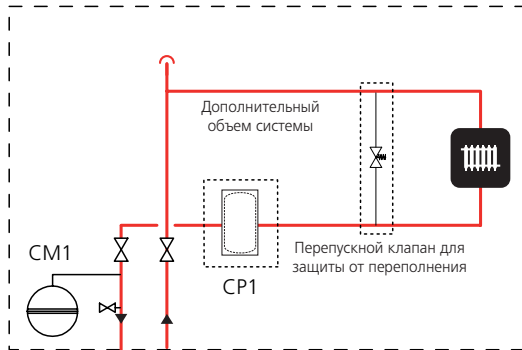 Дополнительный
объем системы
Перепускной клапан для
защиты от переполнения
CM1
CP1